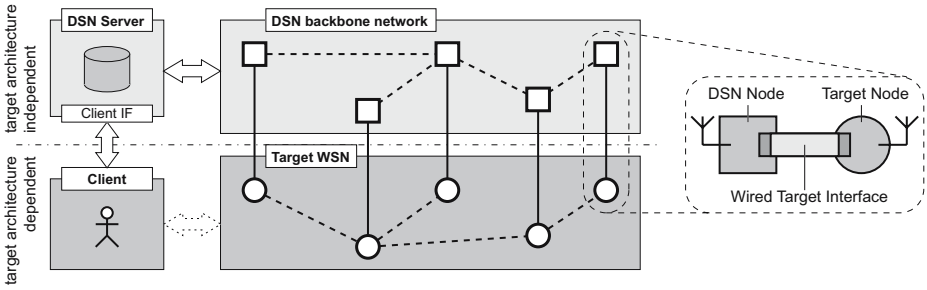 target architecture
independent
DSN Server
Client IF
DSN backbone network
DSN Node
Target Node
Wired Target Interface
target architecture
dependent
Client
Target WSN